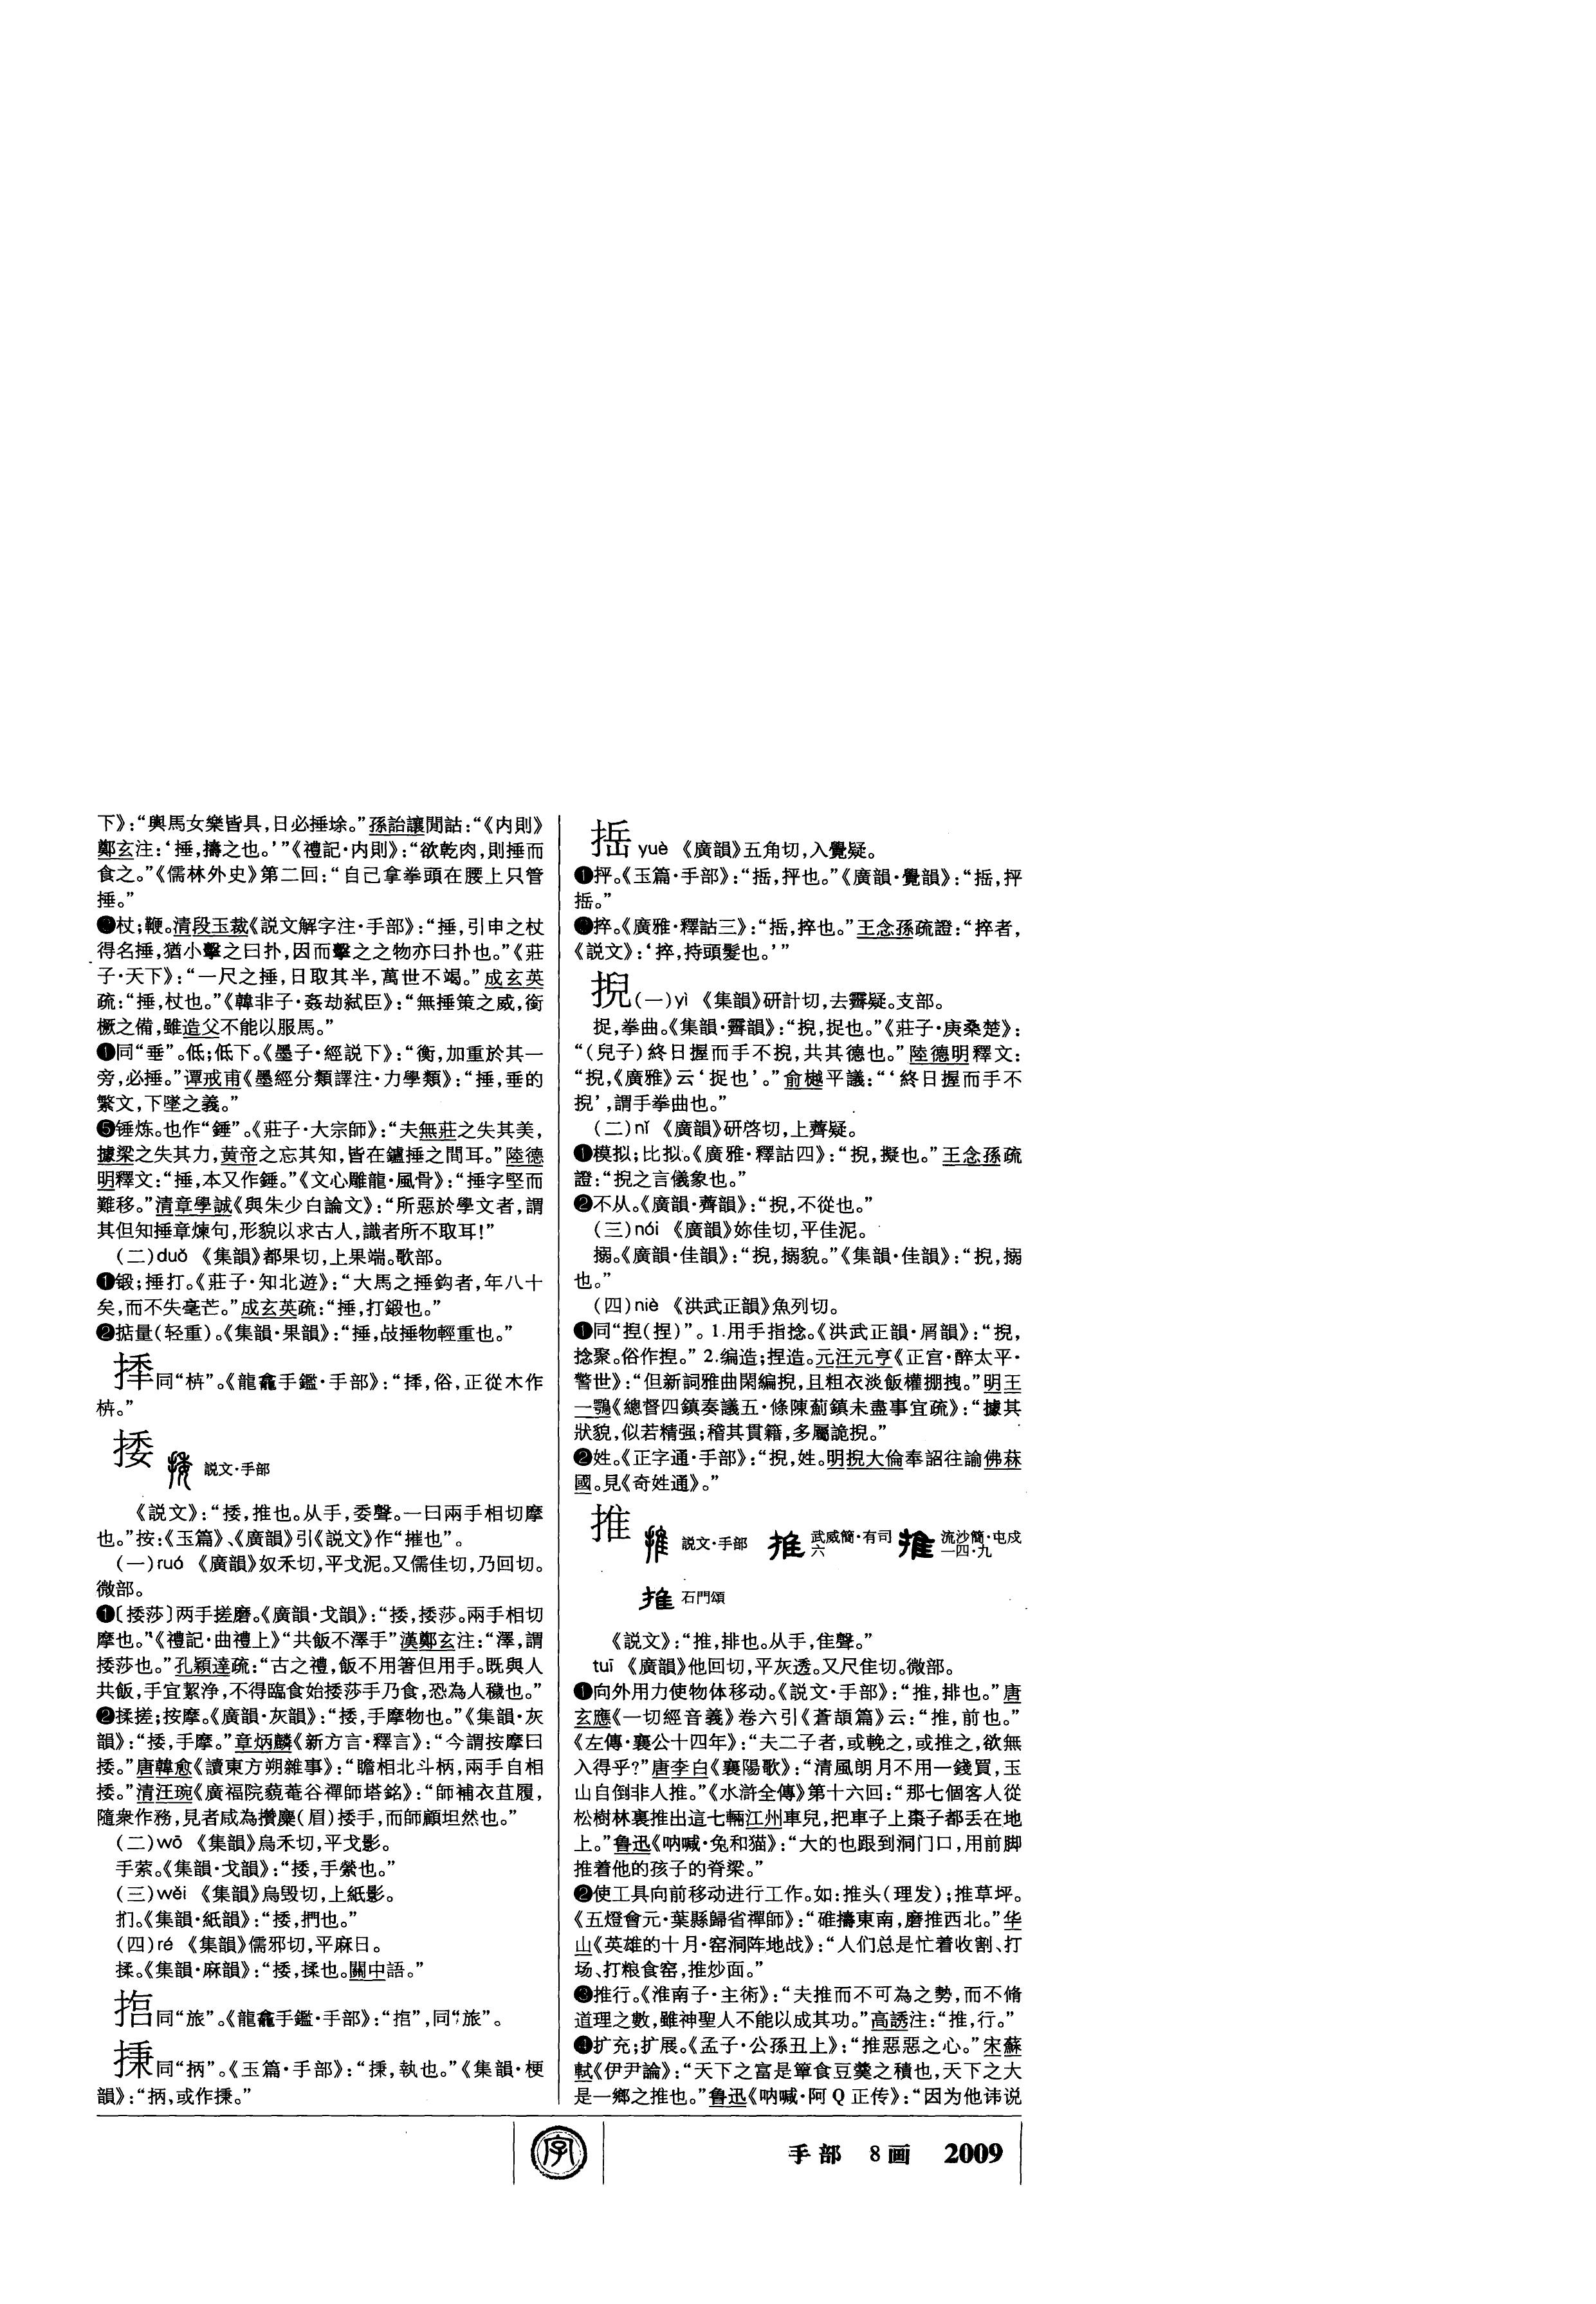 下》：“輿馬女樂皆具，日必捶垛。”孫詒讓閒詁：“《内則》
鄭玄注：‘捶，擣之也。’”《禮記·内則》：“欲乾肉，則捶而
食之。”《儒林外史》第二回：“自己拿拳頭在腰上只管
捶。”
❸杖；鞭。清段玉裁《説文解字注·手部》：“捶，引申之杖
得名捶，猶小擊之曰扑，因而擊之之物亦曰扑也。”《莊
子·天下》：“一尺之捶，日取其半，萬世不竭。”成玄英
疏：“捶，杖也。”《韓非子·姦劫弑臣》：“無捶策之威，銜
橛之備，雖造父不能以服馬。”
❹同“垂”。低；低下。《墨子·經説下》：“衡，加重於其一
旁，必捶。”谭戒甫《墨經分類譯注·力學類》：“捶，垂的
繁文，下墜之義。”
❺锤炼。也作“錘”。《莊子·大宗師》：“夫無莊之失其美，
據梁之失其力，黄帝之忘其知，皆在鑪捶之間耳。”陸德
明釋文：“捶，本又作錘。”《文心雕龍·風骨》：“捶字堅而
難移。”清章學誠《與朱少白論文》：“所惡於學文者，謂
其但知捶章煉句，形貌以求古人，識者所不取耳！”
（二）duǒ 《集韻》都果切，上果端。歌部。
❶锻；捶打。《莊子·知北遊》：“大馬之捶鈎者，年八十
矣，而不失毫芒。”成玄英疏：“捶，打鍛也。”
❷掂量（轻重）。《集韻·果韻》：“捶，敁捶物輕重也。”
同“桙”。《龍龕手鑑·手部》：“，俗，正從木作
桙。”
捼 説文·手部
《説文》：“捼，推也。从手，委聲。一曰兩手相切摩
也。”按：《玉篇》、《廣韻》引《説文》作“摧也”。
（一）ruó 《廣韻》奴禾切，平戈泥。又儒佳切，乃回切。
微部。
❶〔捼莎〕两手搓磨。《廣韻·戈韻》：“捼，捼莎。兩手相切
摩也。”《禮記·曲禮上》“共飯不澤手”漢鄭玄注：“澤，謂
捼莎也。”孔穎達疏：“古之禮，飯不用箸但用手。既與人
共飯，手宜絜净，不得臨食始捼莎手乃食，恐為人穢也。”
❷揉搓；按摩。《廣韻·灰韻》：“捼，手摩物也。”《集韻·灰
韻》：“捼，手摩。”章炳麟《新方言·釋言》：“今謂按摩曰
捼。”唐韓愈《讀東方朔雜事》：“瞻相北斗柄，兩手自相
捼。”清汪琬《廣福院藐菴谷禪師塔銘》：“師補衣苴履，
隨衆作務，見者咸為攢麋（眉）捼手，而師顧坦然也。”
（二）wō 《集韻》烏禾切，平戈影。
手萦。《集韻·戈韻》：“捼，手縈也。”
（三）wěi 《集韻》烏毁切，上紙影。
扪。《集韻·紙韻》：“捼，捫也。”
（四）ré 《集韻》儒邪切，平麻日。
揉。《集韻·麻韻》：“捼，揉也。關中語。”
同“旅”。《龍龕手鑑·手部》：“”，同“旅”。
同“抦”。《玉篇·手部》：“，執也。”《集韻·梗
韻》：“抦，或作。”
㧽 yuè 《廣韻》五角切，入覺疑。
❶抨。《玉篇·手部》：“㧽，抨也。”《廣韻·覺韻》：“㧽，抨
㧽。”
❷捽。《廣雅·釋詁三》：“㧽，捽也。”王念孫疏證：“捽者，
《説文》：‘捽，持頭髮也。’”
掜（一）yì 《集韻》研計切，去霽疑。支部。
捉，拳曲。《集韻·霽韻》：“掜，捉也。”《莊子·庚桑楚》：
“（兒子）終日握而手不掜，共其德也。”陸德明釋文：
“掜，《廣雅》云‘捉也’。”俞樾平議：“‘終日握而手不
掜’，謂手拳曲也。”
（二）nǐ 《廣韻》研啓切，上薺疑。
❶模拟；比拟。《廣雅·釋詁四》：“掜，擬也。”王念孫疏
證：“掜之言儀象也。”
❷不从。《廣韻·薺韻》：“掜，不從也。”
（三）nói 《廣韻》妳佳切，平佳泥。
搦。《廣韻·佳韻》：“掜，搦貌。”《集韻·佳韻》：“掜，搦
也。”
（四）niè 《洪武正韻》魚列切。
❶同“揑（捏）”。1.用手指捻。《洪武正韻·屑韻》：“掜，
捻聚。俗作揑。”2.编造；捏造。元汪元亨《正宫·醉太平·
警世》：“但新詞雅曲閑編掜，且粗衣淡飯權掤拽。”明王
一鶚《總督四鎮奏議五·條陳薊鎮未盡事宜疏》：“據其
狀貌，似若精强；稽其貫籍，多屬詭掜。”
❷姓。《正字通·手部》：“掜，姓。明掜大倫奉詔往諭佛菻
國。見《奇姓通》。”
推 説文·手部 武威簡·有司六 流沙簡·屯戍一四·九
石門頌
《説文》：“推，排也。从手，隹聲。”
tuī 《廣韻》他回切，平灰透。又尺隹切。微部。
❶向外用力使物体移动。《説文·手部》：“推，排也。”唐
玄應《一切經音義》卷六引《蒼頡篇》云：“推，前也。”
《左傳·襄公十四年》：“夫二子者，或輓之，或推之，欲無
入得乎？”唐李白《襄陽歌》：“清風朗月不用一錢買，玉
山自倒非人推。”《水滸全傳》第十六回：“那七個客人從
松樹林裏推出這七輛江州車兒，把車子上棗子都丢在地
上。”鲁迅《呐喊·兔和猫》：“大的也跟到洞门口，用前脚
推着他的孩子的脊梁。”
❷使工具向前移动进行工作。如：推头（理发）；推草坪。
《五燈會元·葉縣歸省禪師》：“碓擣東南，磨推西北。”华
山《英雄的十月·窑洞阵地战》：“人们总是忙着收割、打
场、打粮食窑，推炒面。”
❸推行。《淮南子·主術》：“夫推而不可為之勢，而不脩
道理之數，雖神聖人不能以成其功。”高誘注：“推，行。”
❹扩充；扩展。《孟子·公孫丑上》：“推惡惡之心。”宋蘇
軾《伊尹論》：“天下之富是簞食豆羹之積也，天下之大
是一鄉之推也。”鲁迅《呐喊·阿Q正传》：“因为他讳说
字
手部 8画 2009